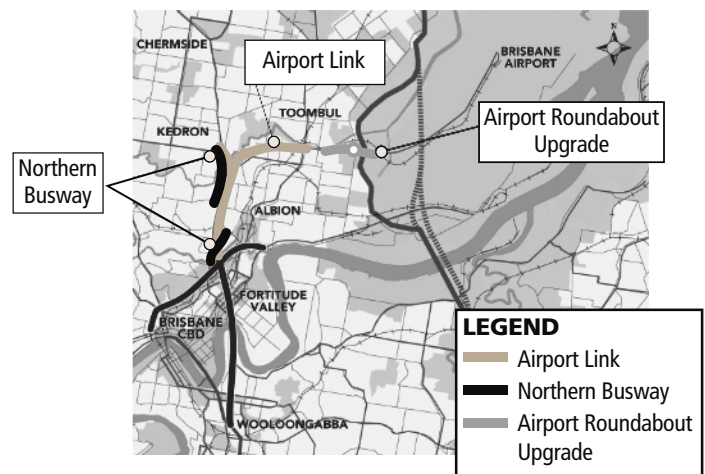 CHERMSIDE
Airport Link
BRISBANE
AIRPORT
N
TOOMBUL
KEDRON
Airport Roundabout
Upgrade
Northern
Busway
ALBION
FORTITUDE
VALLEY
BRISBANE
CBD
WOOLOONGABBA
LEGEND
Airport Link
Northern Busway
Airport Roundabout
Upgrade